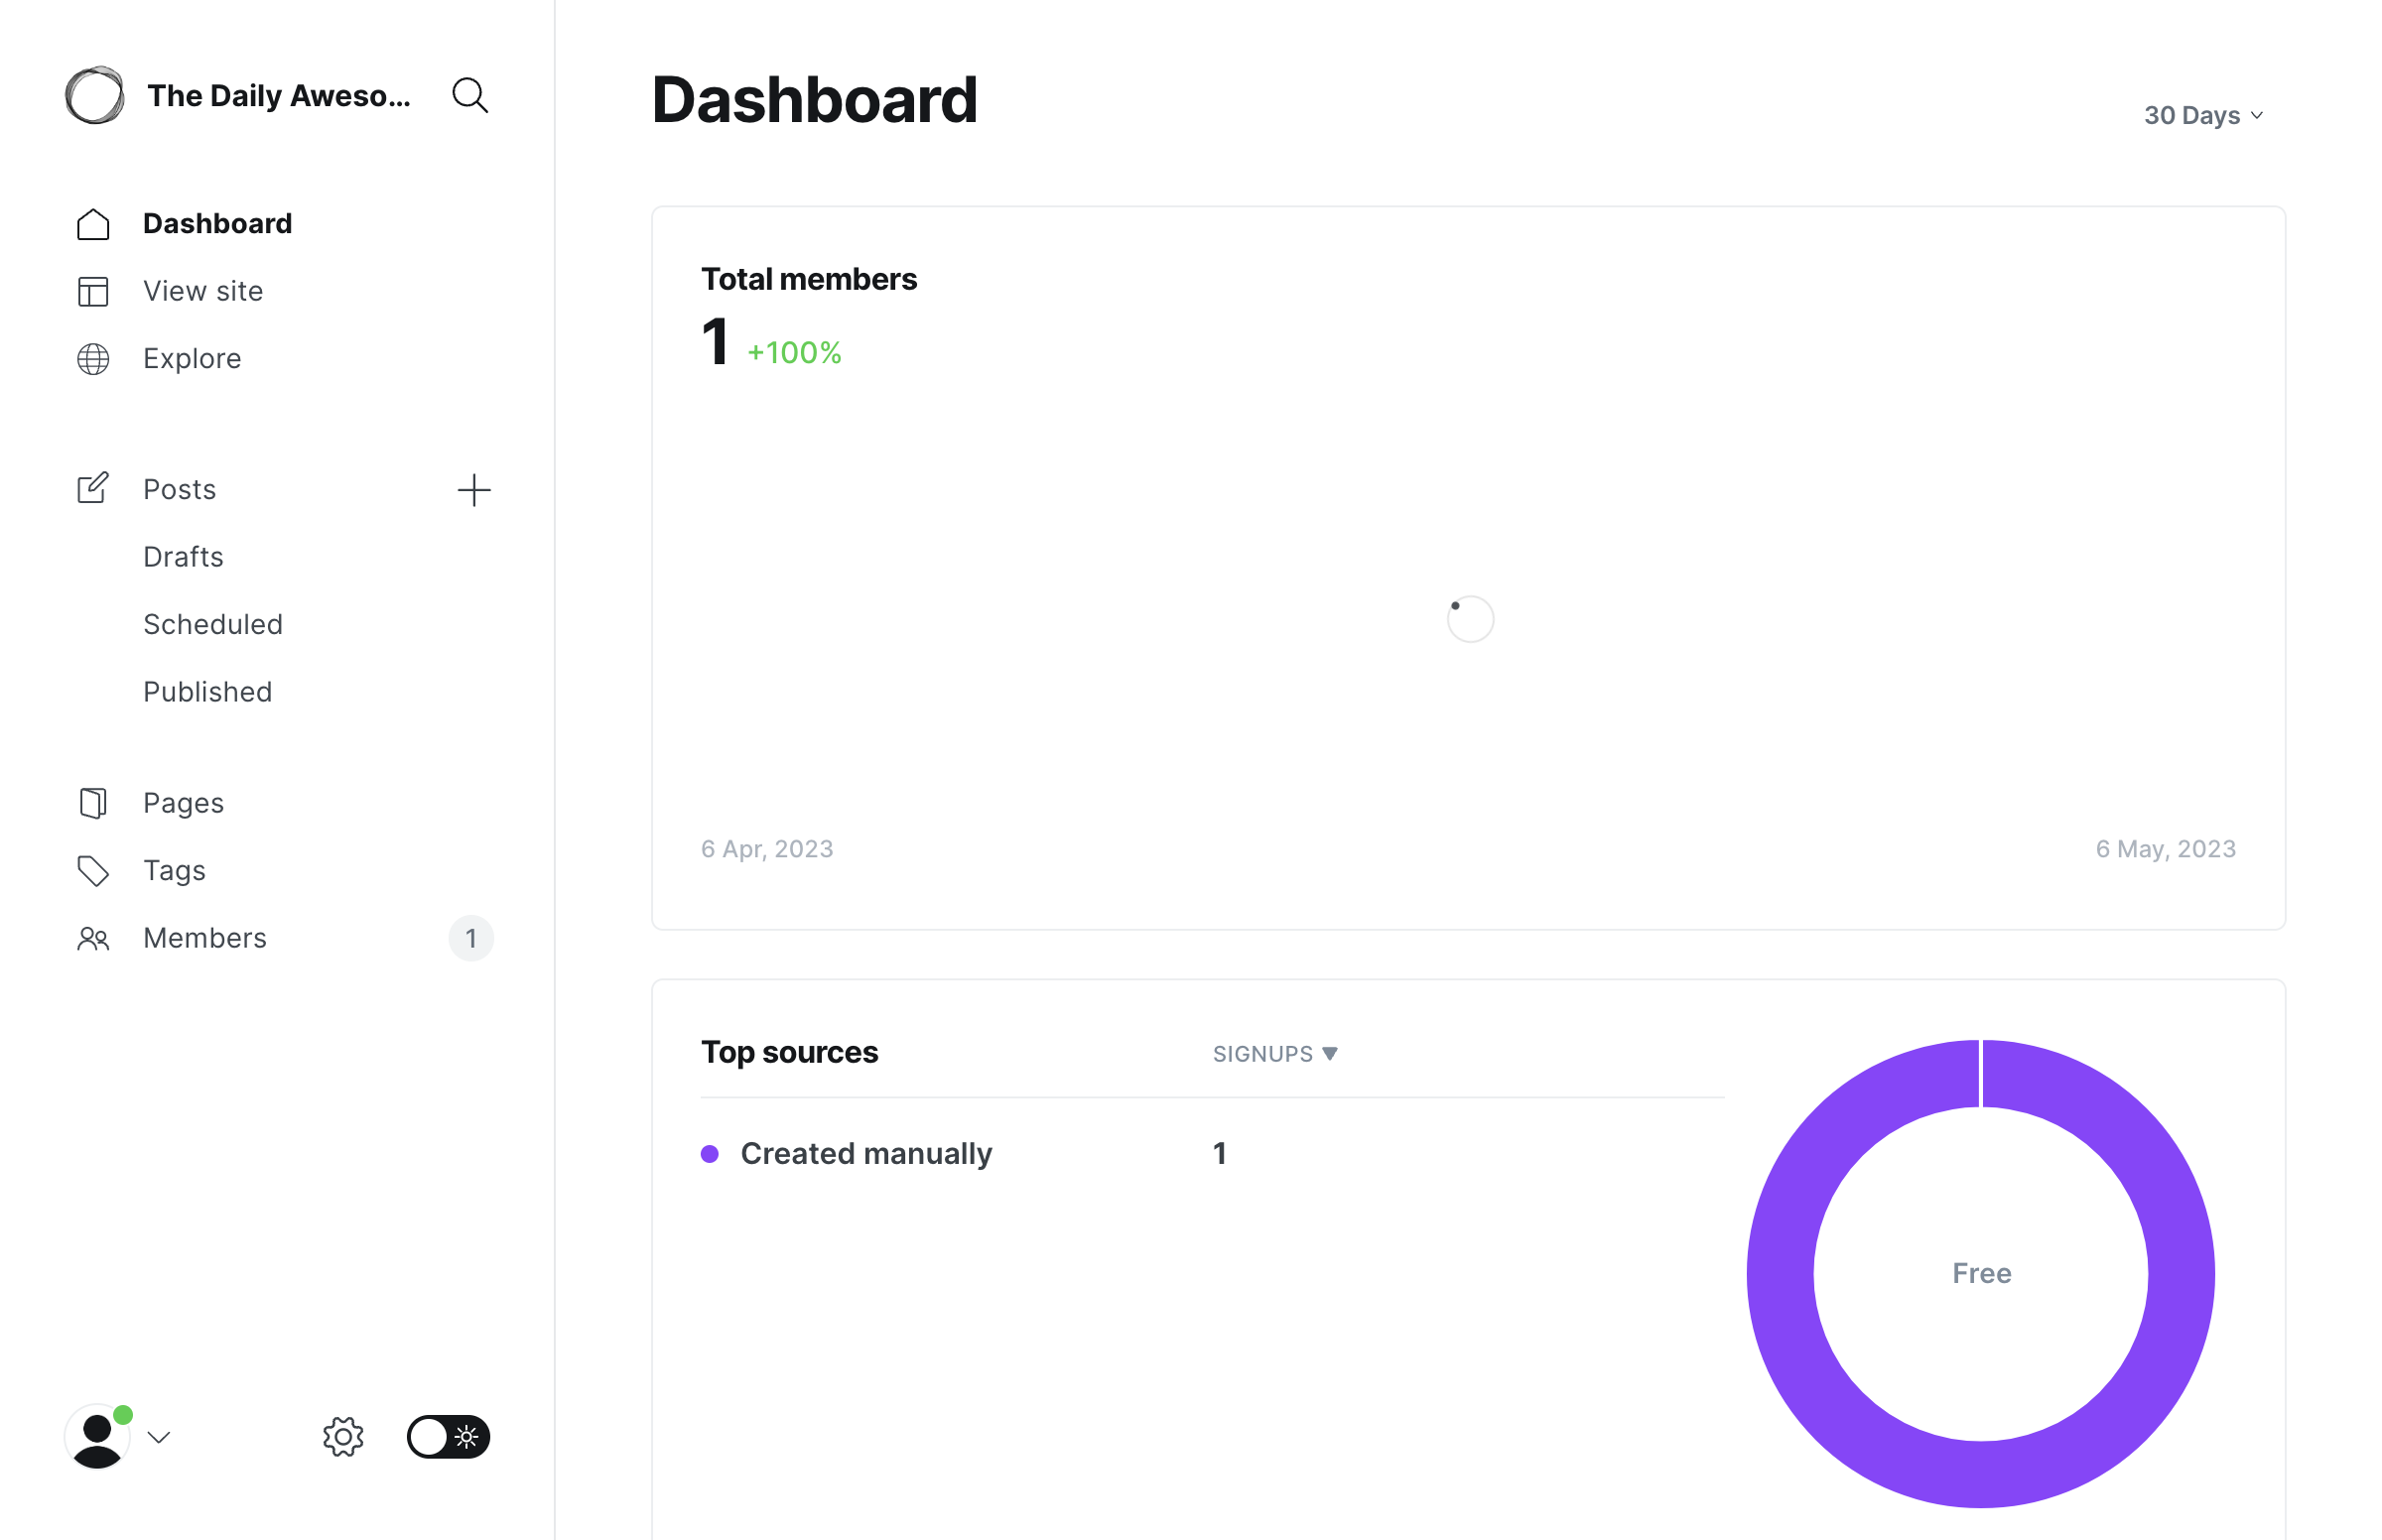 The Daily Aweso...
Dashboard
View site
Explore
Posts
Drafts
Scheduled
Published
Pages
Tags
Members 1
Dashboard
30 Days
Total members
1 +100%
6 Apr, 2023 6 May, 2023
Top sources SIGNUPS
Created manually 1
Free